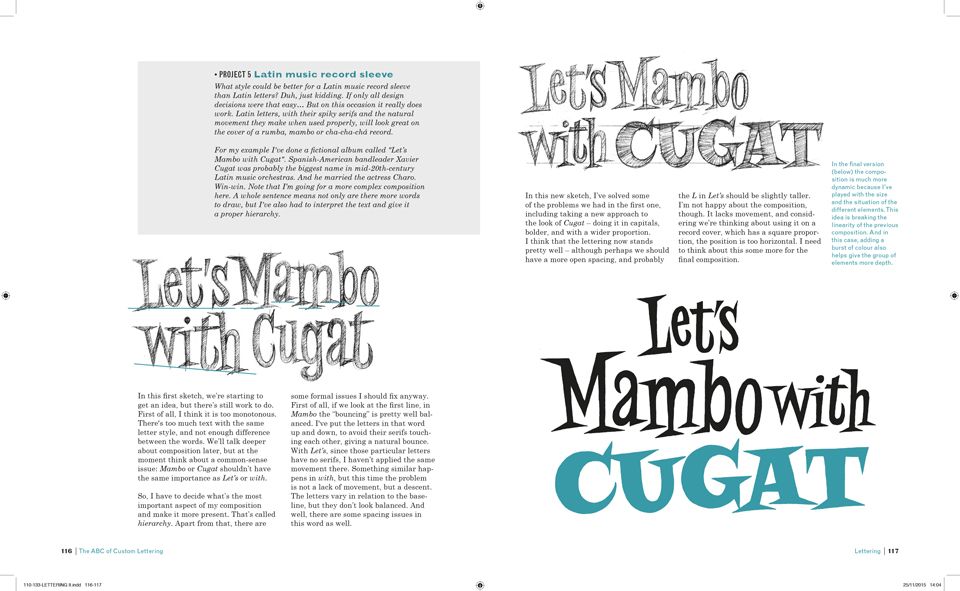 • PROJECT 5 Latin music record sleeve
What style could be better for a Latin music record sleeve
than Latin letters? Duh, just kidding. If only all design
decisions were that easy... But on this occasion it really does
work. Latin letters, with their spiky serifs and the natural
movement they make when used properly, will look great on
the cover of a rumba, mambo or cha-cha-chá record.
For my example I've done a fictional album called "Let's
Mambo with Cugat". Spanish-American bandleader Xavier
Cugat was probably the biggest name in mid-20th-century
Latin music orchestras. And he married the actress Charo.
Win-win. Note that I'm going for a more complex composition
here. A whole sentence means not only are there more words
to draw, but I've also had to interpret the text and give it
a proper hierarchy.
Let's Mambo
with Cugat
In this first sketch, we're starting to
get an idea, but there's still work to do.
First of all, I think it is too monotonous.
There's too much text with the same
letter style, and not enough difference
between the words. We'll talk deeper
about composition later, but at the
moment think about a common-sense
issue: Mambo or Cugat shouldn't have
the same importance as Let's or with.
So, I have to decide what's the most
important aspect of my composition
and make it more present. That's called
hierarchy. Apart from that, there are
some formal issues I should fix anyway.
First of all, if we look at the first line, in
Mambo the "bouncing" is pretty well bal-
anced. I've put the letters in that word
up and down, to avoid their serifs touch-
ing each other, giving a natural bounce.
With Let's, since those particular letters
have no serifs, I haven't applied the same
movement there. Something similar hap-
pens in with, but this time the problem
is not a lack of movement, but a descent.
The letters vary in relation to the base-
line, but they don't look balanced. And
well, there are some spacing issues in
this word as well.
116 | The ABC of Custom Lettering
Let's Mambo
with CUGAT
In this new sketch, I've solved some
of the problems we had in the first one,
including taking a new approach to
the look of Cugat – doing it in capitals,
bolder, and with a wider proportion.
I think that the lettering now stands
pretty well – although perhaps we should
have a more open spacing, and probably
the L in Let's should be slightly taller.
I'm not happy about the composition,
though. It lacks movement, and consid-
ering we're thinking about using it on a
record cover, which has a square propor-
tion, the position is too horizontal. I need
to think about this some more for the
final composition.
In the final version
(below) the compo-
sition is much more
dynamic because I've
played with the size
and the situation of the
different elements. This
idea is breaking the
linearity of the previous
composition. And in
this case, adding a
burst of colour also
helps give the group of
elements more depth.
Let's
Mambo with
CUGAT
Lettering | 117
110-133-LETTERING II.indd 116-117
25/11/2015 14:04